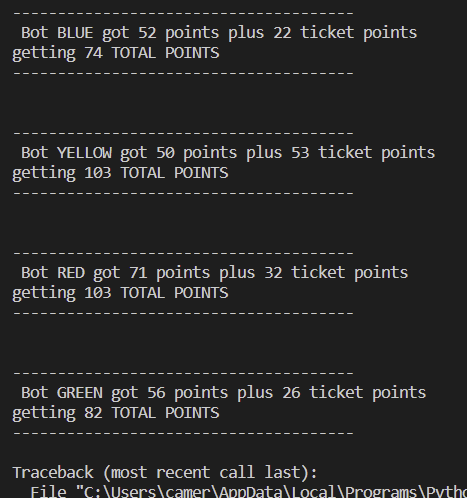 --------------------------------------
Bot BLUE got 52 points plus 22 ticket points
getting 74 TOTAL POINTS
--------------------------------------
--------------------------------------
Bot YELLOW got 50 points plus 53 ticket points
getting 103 TOTAL POINTS
--------------------------------------
--------------------------------------
Bot RED got 71 points plus 32 ticket points
getting 103 TOTAL POINTS
--------------------------------------
--------------------------------------
Bot GREEN got 56 points plus 26 ticket points
getting 82 TOTAL POINTS
--------------------------------------
Traceback (most recent call last):
File "C:\Users\camer\AppData\Local\Programs\Pytho